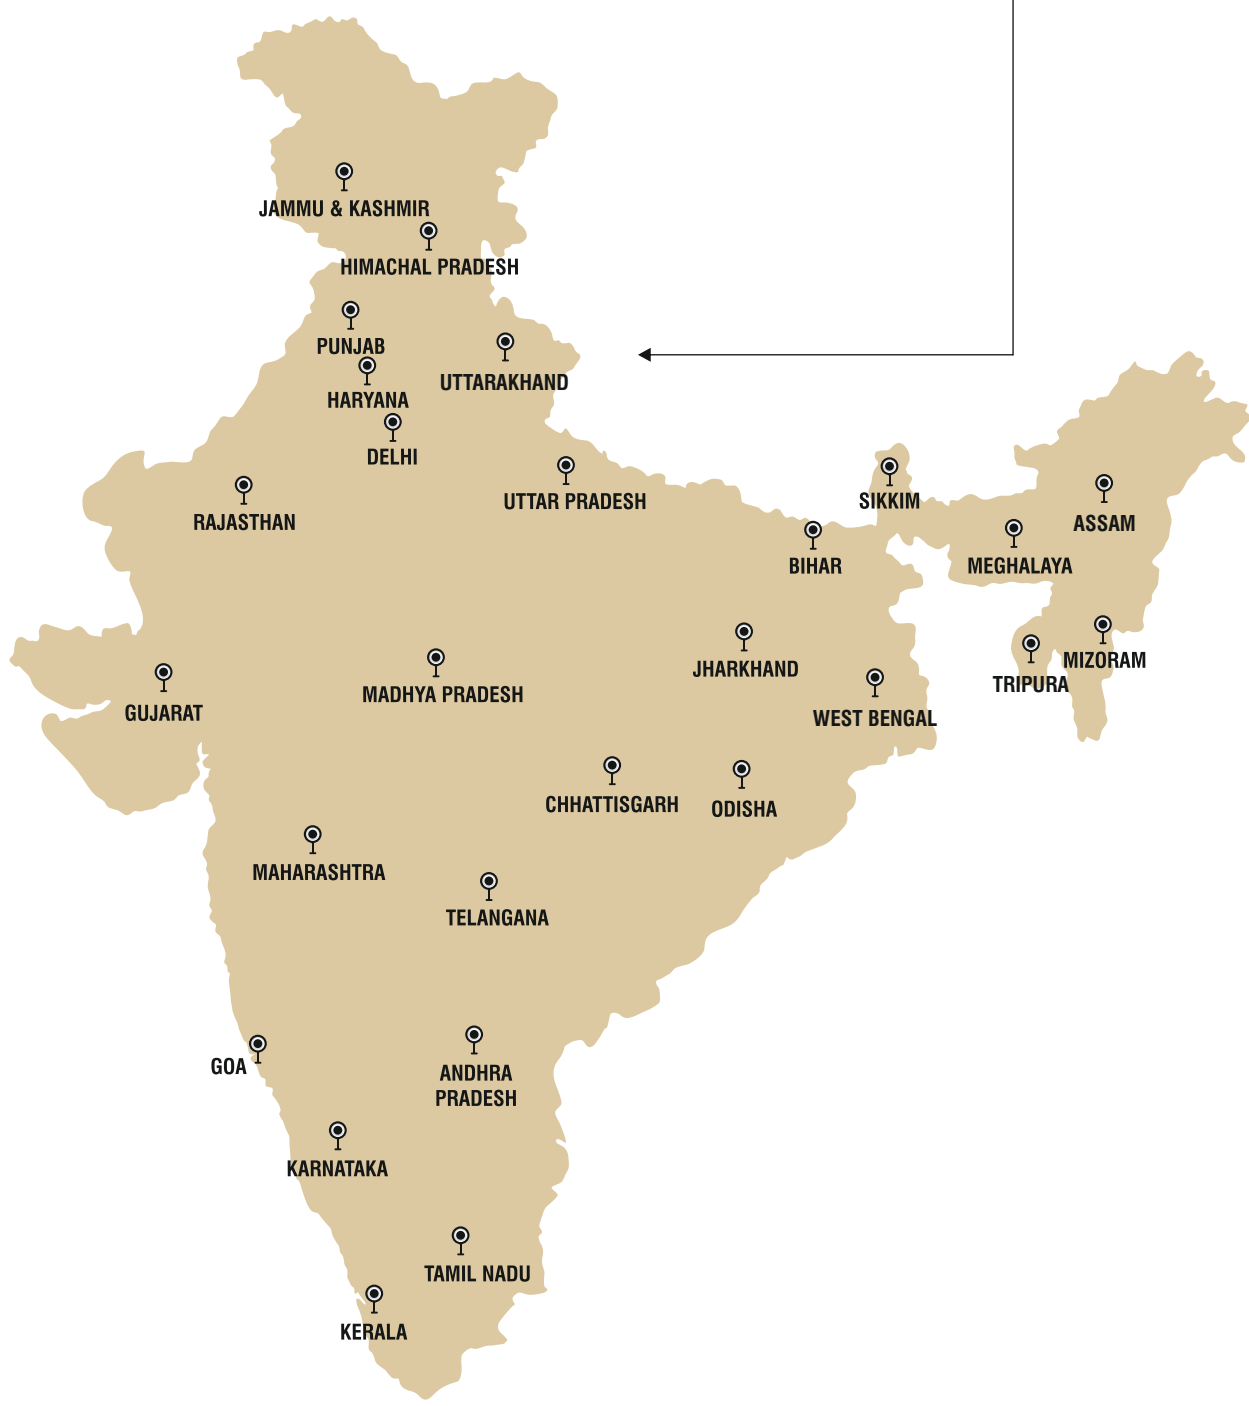 JAMMU & KASHMIR
HIMACHAL PRADESH
PUNJAB
UTTARAKHAND
HARYANA
DELHI
UTTAR PRADESH
SIKKIM
RAJASTHAN
ASSAM
BIHAR
MEGHALAYA
JHARKHAND
MIZORAM
TRIPURA
MADHYA PRADESH
GUJARAT
WEST BENGAL
CHHATTISGARH
ODISHA
MAHARASHTRA
TELANGANA
GOA
ANDHRA
PRADESH
KARNATAKA
TAMIL NADU
KERALA